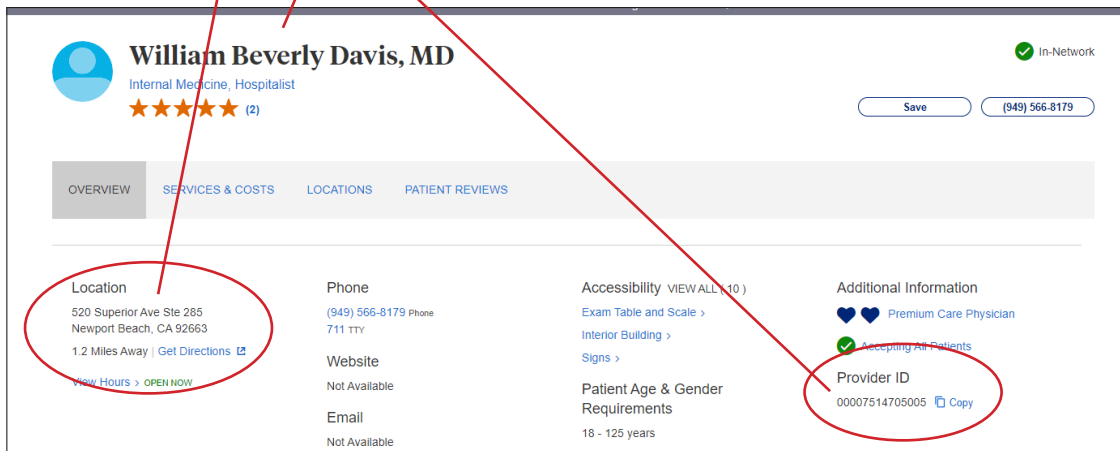 William Beverly Davis, MD
In-Network
Internal Medicine, Hospitalist
(2)
Save
(949) 566-8179
OVERVIEW
SERVICES & COSTS
LOCATIONS
PATIENT REVIEWS
Location
520 Superior Ave Ste 285
Newport Beach, CA 92663
1.2 Miles Away | Get Directions
View Hours > OPEN NOW
Phone
(949) 566-8179 Phone
711 TTY
Website
Not Available
Email
Not Available
Accessibility VIEW ALL ( 10 )
Exam Table and Scale >
Interior Building >
Signs >
Patient Age & Gender
Requirements
18 - 125 years
Additional Information
Premium Care Physician
Accepting All Patients
Provider ID
00007514705005 Copy